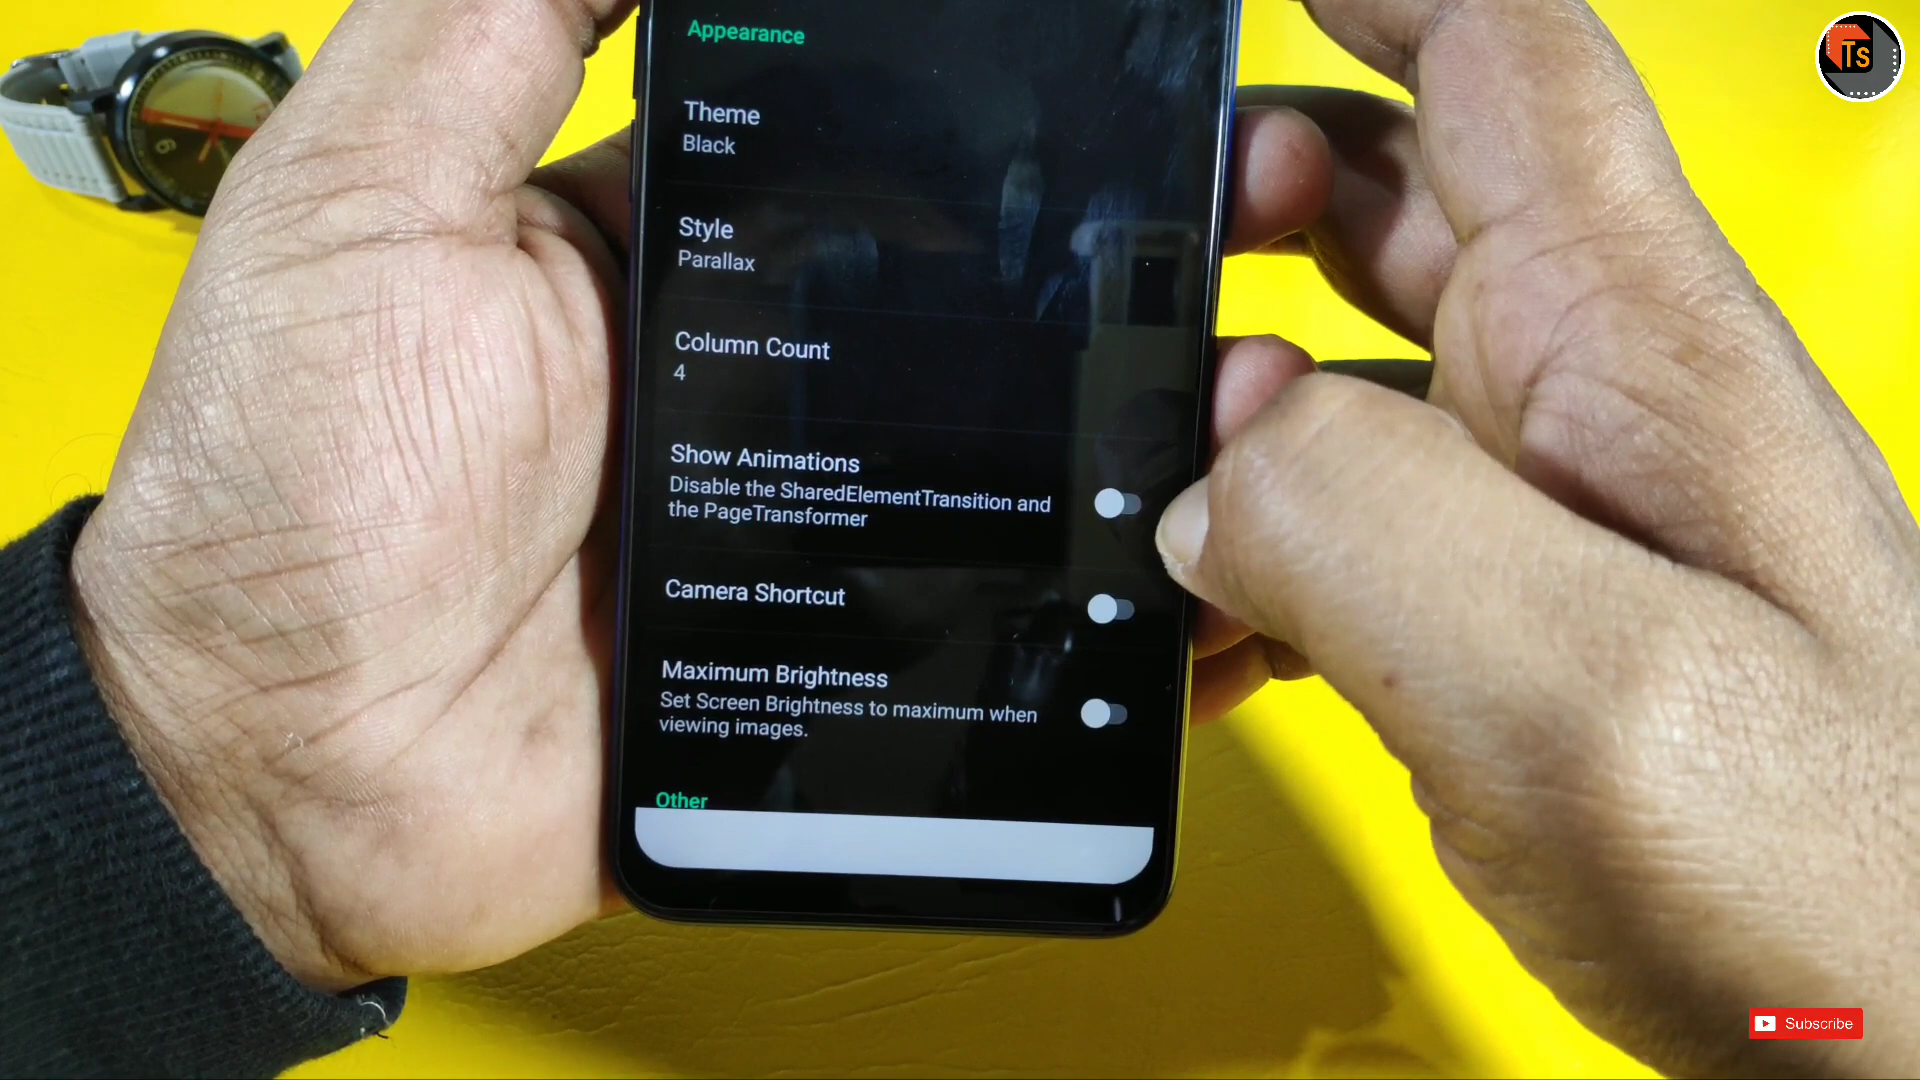 Ts
Appearance
Theme
Black
Style
Parallax
Column Count
4
Show Animations
Disable the SharedElementTransition and
the PageTransformer
Camera Shortcut
Maximum Brightness
Set Screen Brightness to maximum when
viewing images.
Other
6
Subscribe